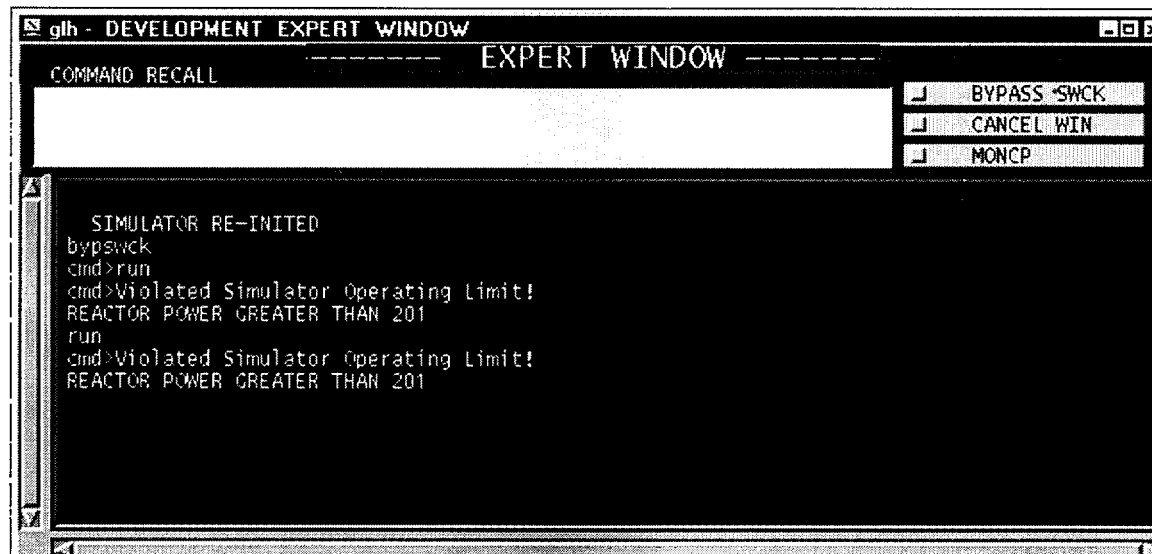 glh - DEVELOPMENT EXPERT WINDOW
------- EXPERT WINDOW -------
COMMAND RECALL
BYPASS SWCK
CANCEL WIN
MONCP
SIMULATOR RE-INITED
bypswck
cmd>run
cmd>Violated Simulator Operating Limit!
REACTOR POWER GREATER THAN 201
run
cmd>Violated Simulator Operating Limit!
REACTOR POWER GREATER THAN 201